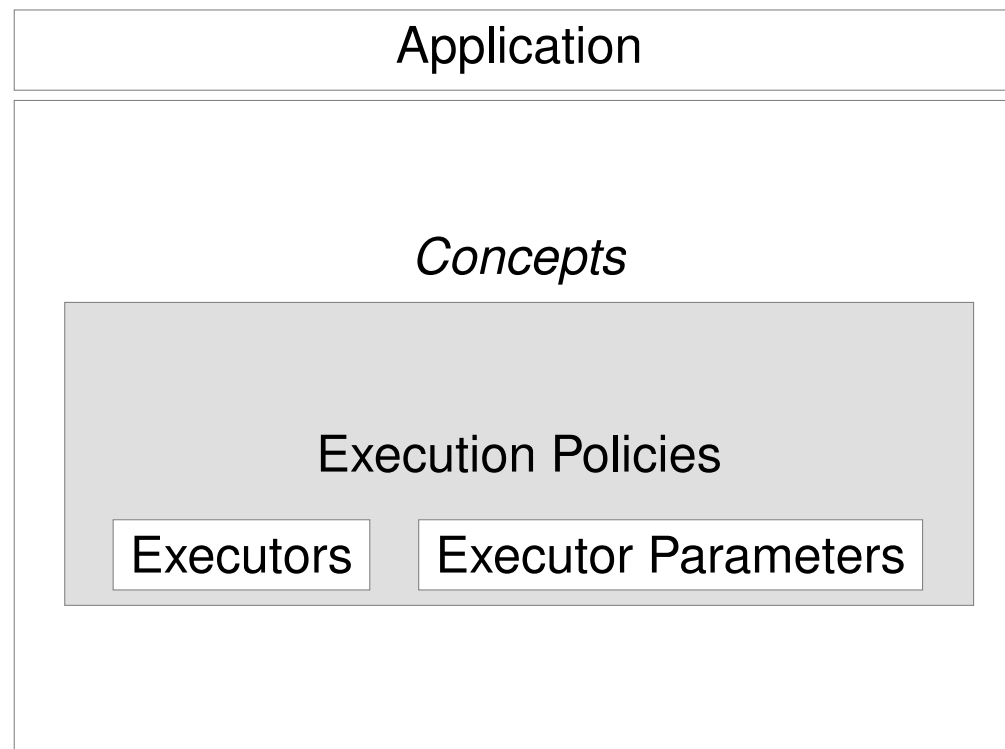 Application
Concepts
Execution Policies
Executors
Executor Parameters